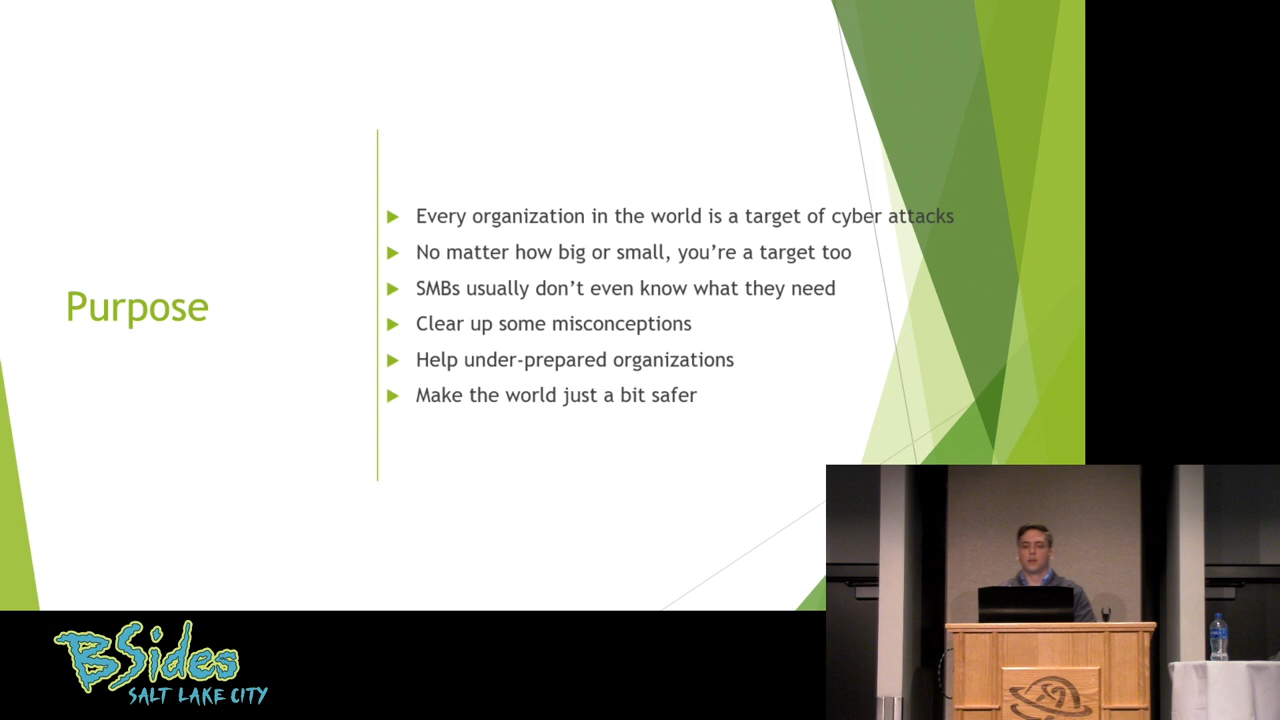 Purpose
Every organization in the world is a target of cyber attacks
No matter how big or small, you’re a target too
SMBs usually don’t even know what they need
Clear up some misconceptions
Help under-prepared organizations
Make the world just a bit safer
BSides
SALT LAKE CITY